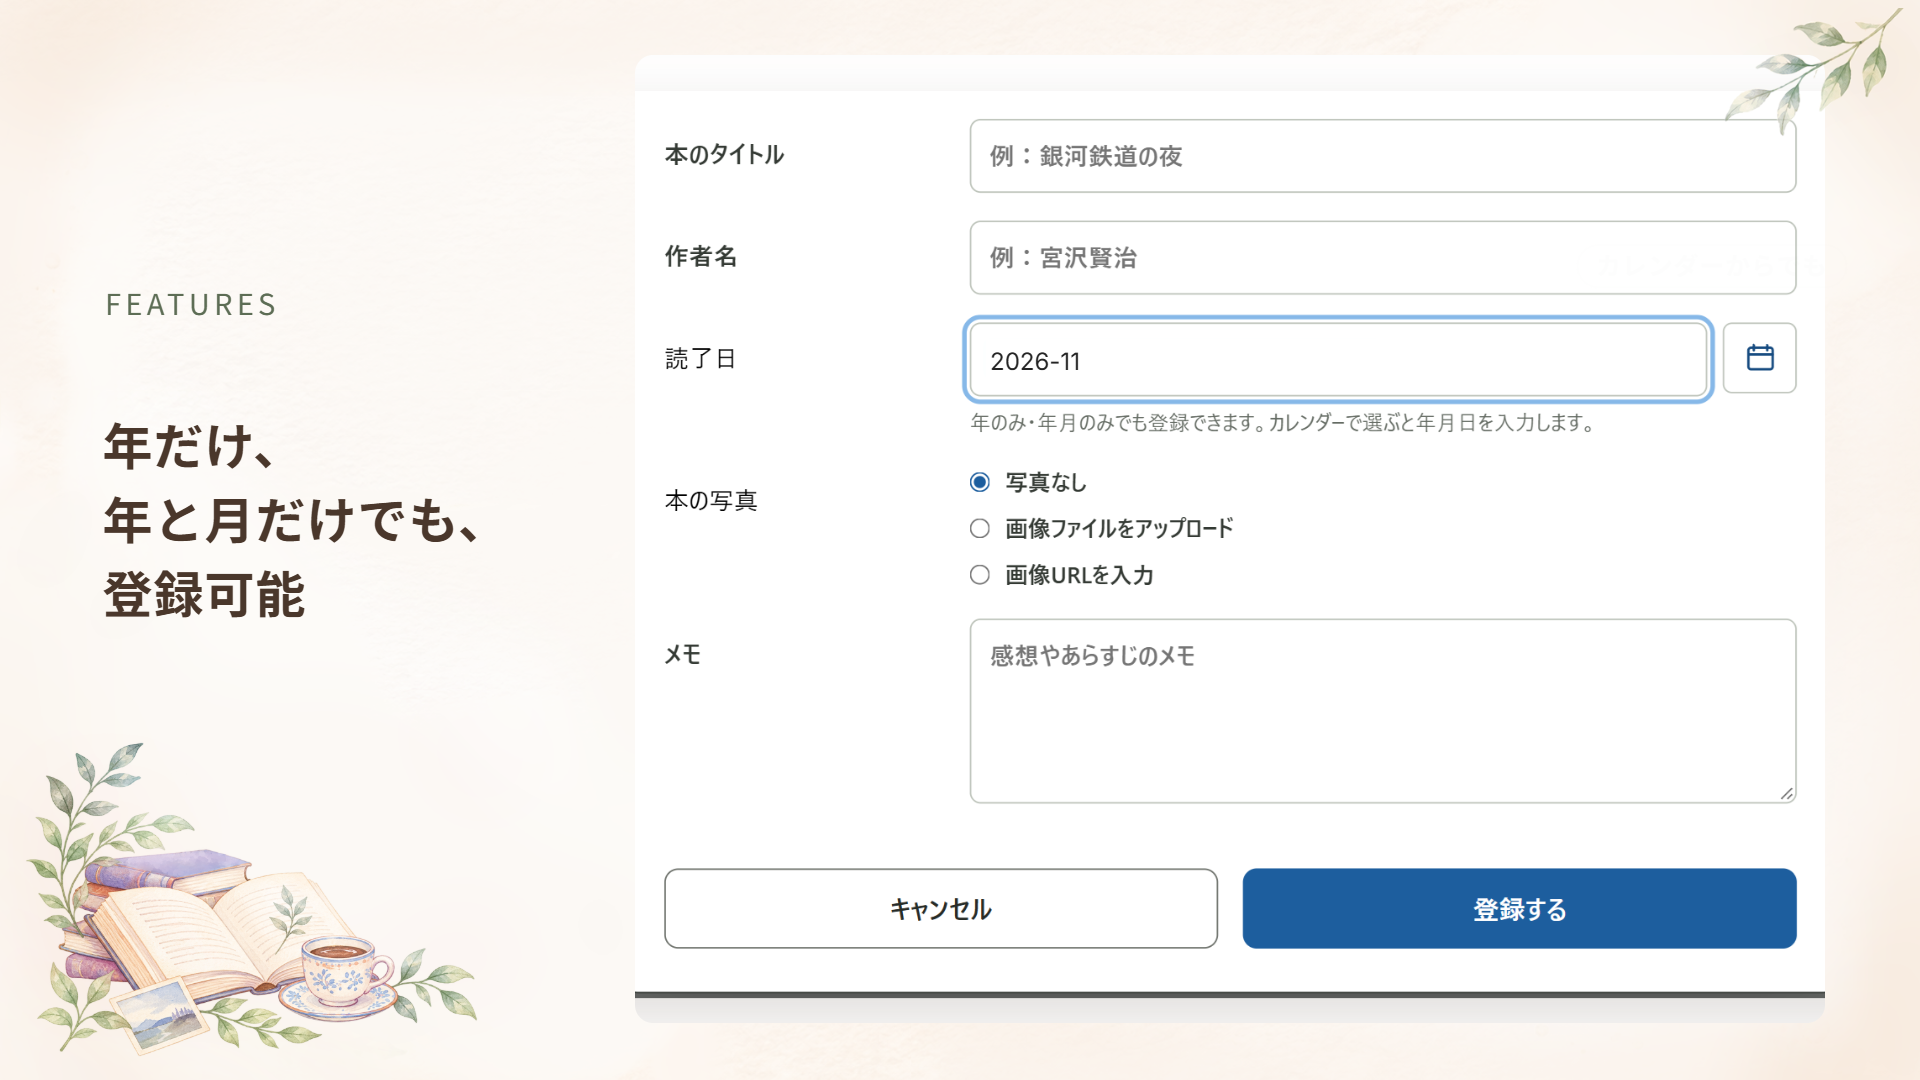 FEATURES
年だけ、
年と月だけでも、
登録可能
本のタイトル
例：銀河鉄道の夜
作者名
例：宮沢賢治
読了日
2026-11
年のみ・年月のみでも登録できます。カレンダーで選ぶと年月日を入力します。
本の写真
写真なし
画像ファイルをアップロード
画像URLを入力
メモ
感想やあらすじのメモ
キャンセル
登録する